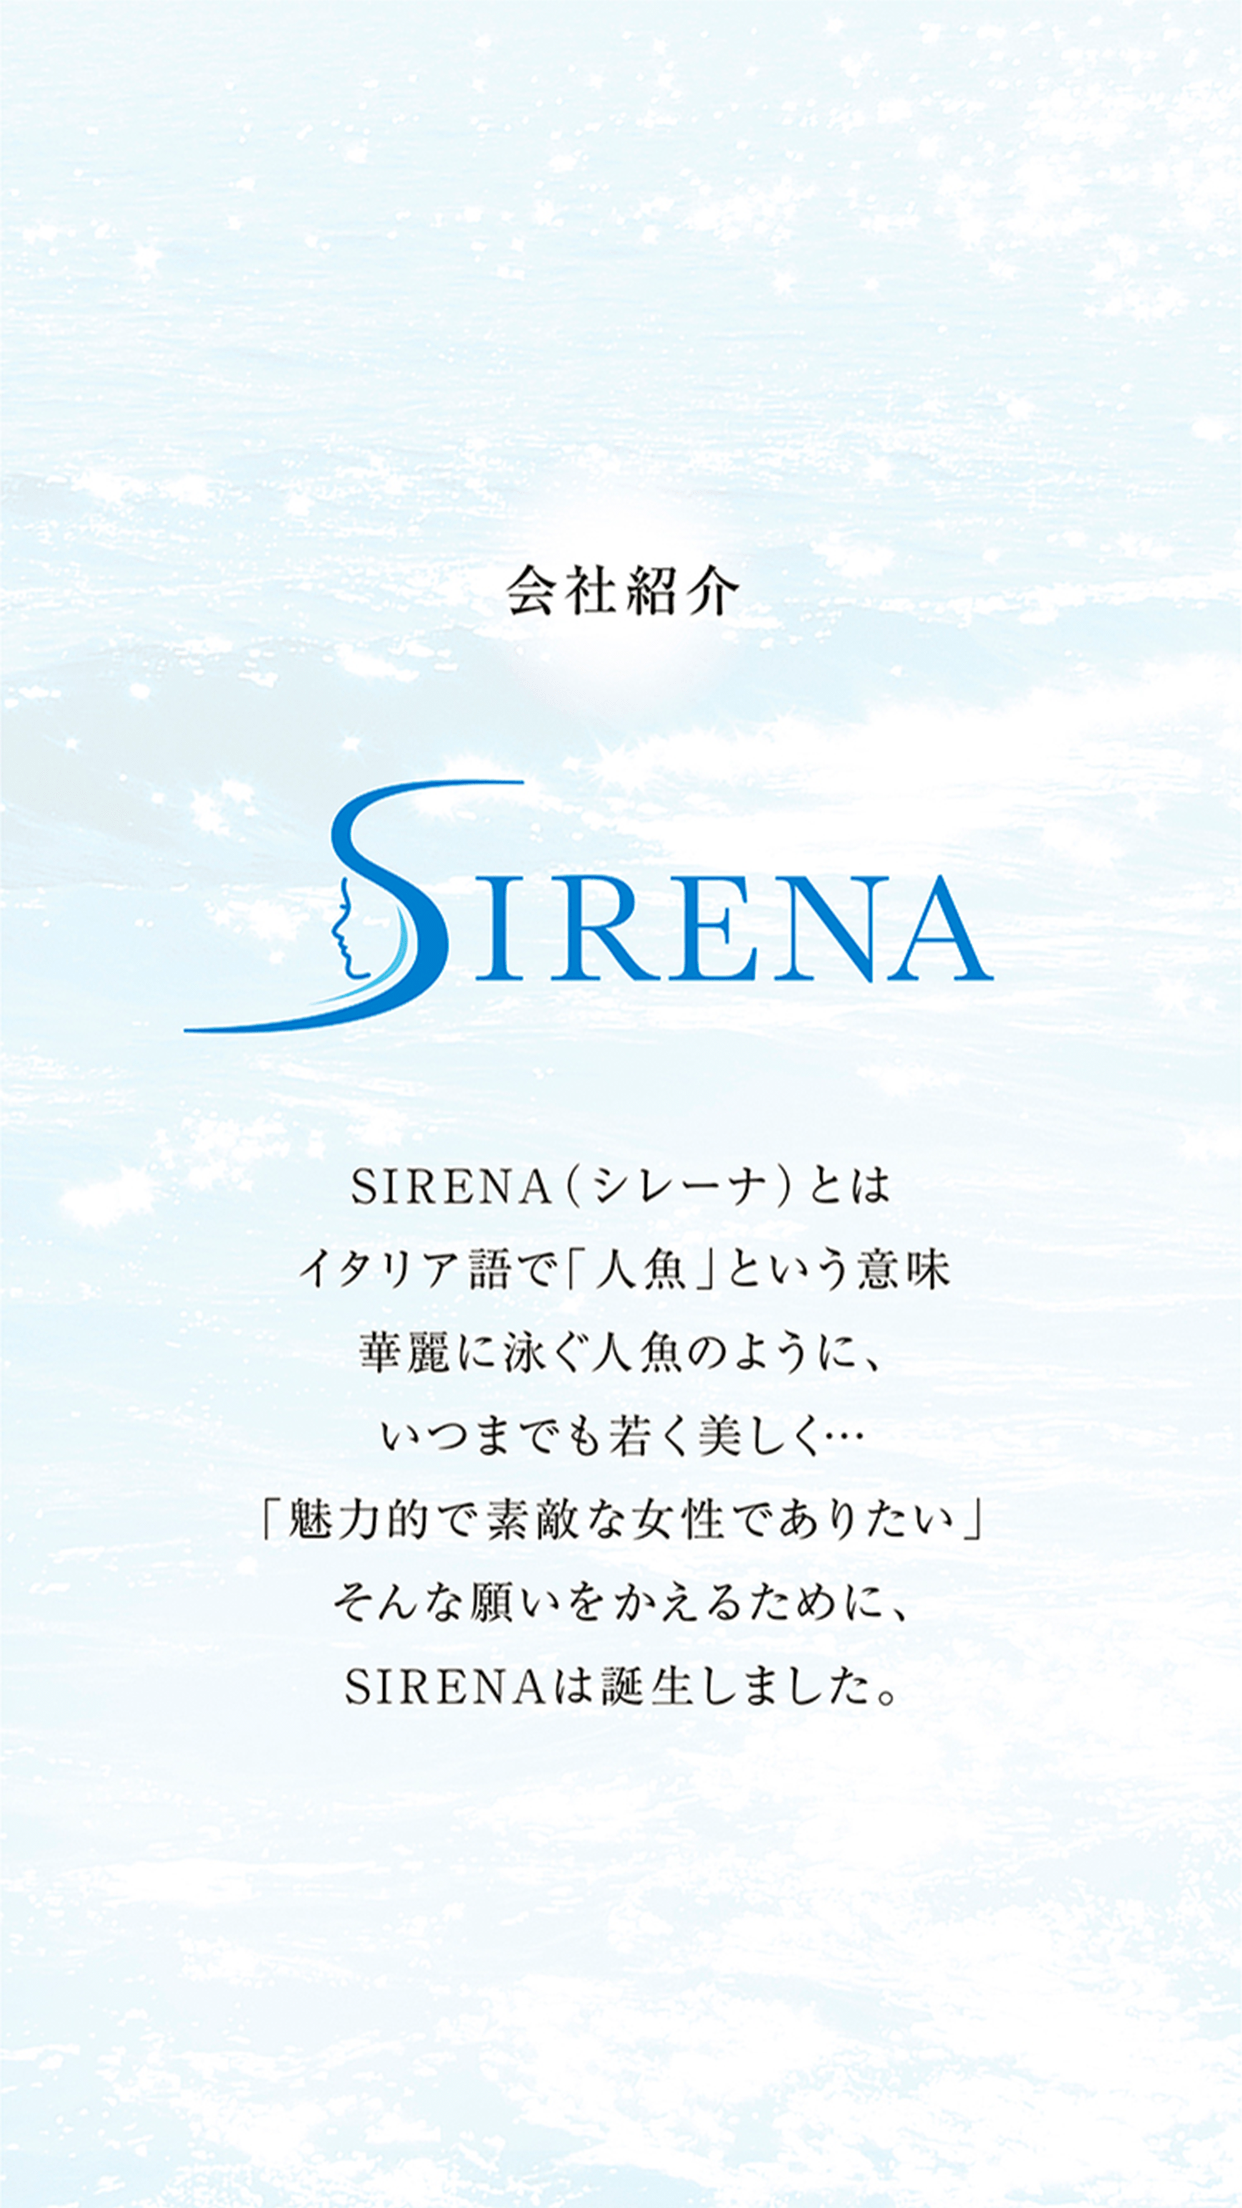 会社紹介
SIRENA
SIRENA（シレーナ）とは
イタリア語で「人魚」という意味
華麗に泳ぐ人魚のように、
いつまでも若く美しく…
「魅力的で素敵な女性でありたい」
そんな願いをかえるために、
SIRENAは誕生しました。